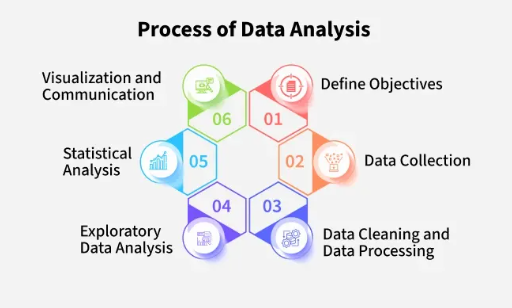 Process of Data Analysis
01
Define Objectives
02
Data Collection
03
Data Cleaning and
Data Processing
04
Exploratory
Data Analysis
05
Statistical
Analysis
06
Visualization and
Communication